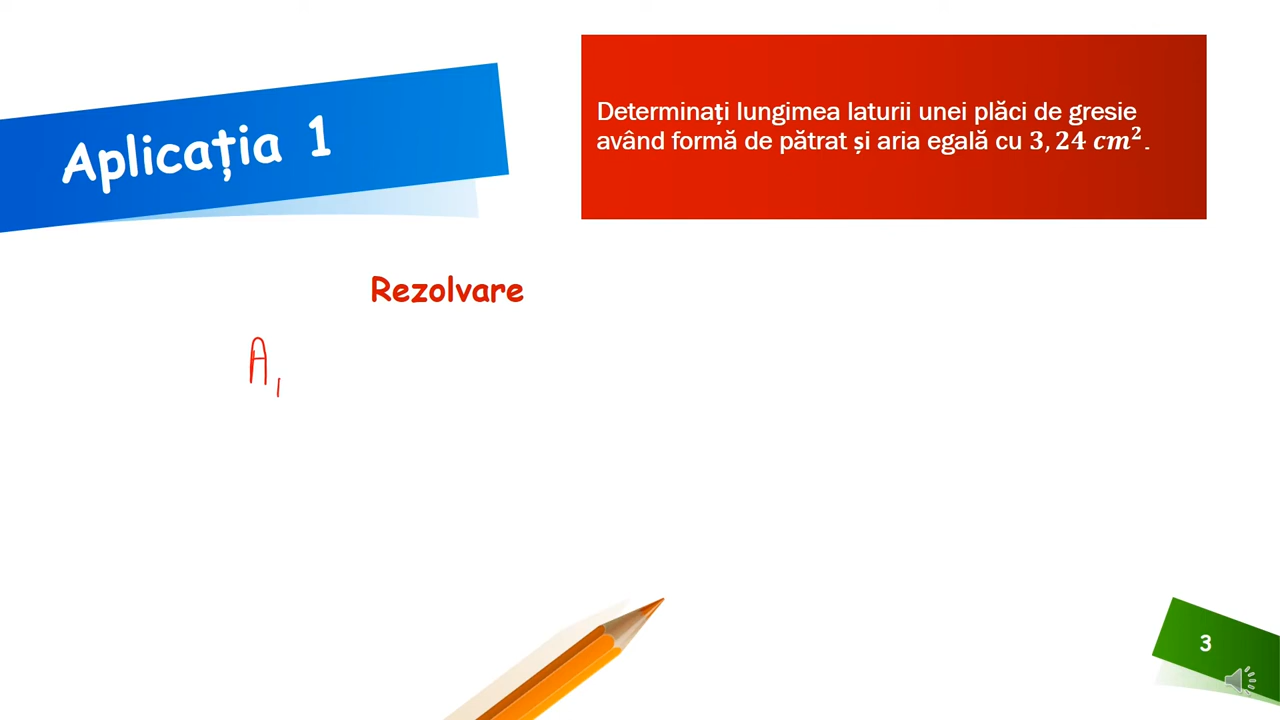 Aplicația 1
Determinați lungimea laturii unei plăci de gresie
având formă de pătrat și aria egală cu 3, 24 cm².
Rezolvare
A
3